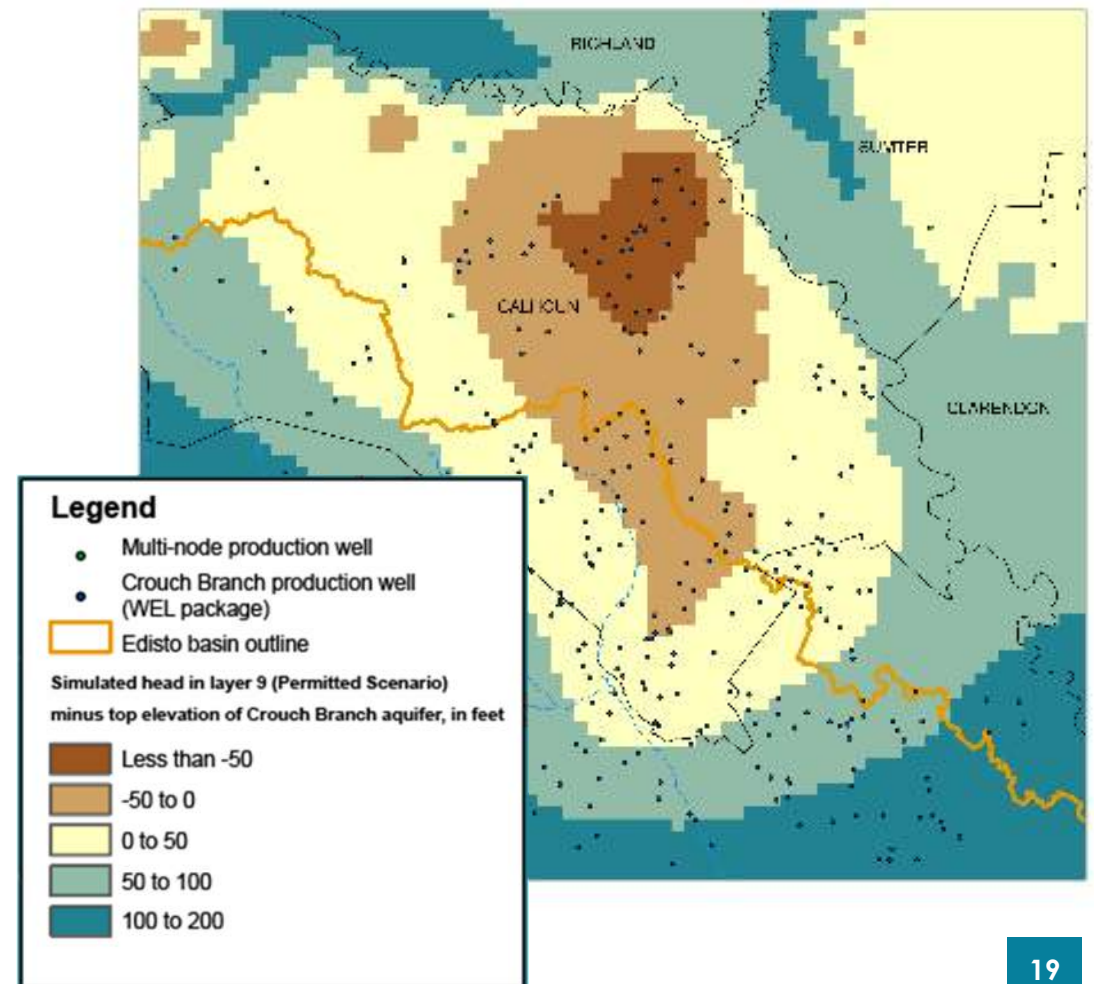 RICHLAND
SUMTER
CALHOUN
CLARENDON
Legend
Multi-node production well
Crouch Branch production well
(WEL package)
Edisto basin outline
Simulated head in layer 9 (Permitted Scenario)
minus top elevation of Crouch Branch aquifer, in feet
Less than -50
-50 to 0
0 to 50
50 to 100
100 to 200
19